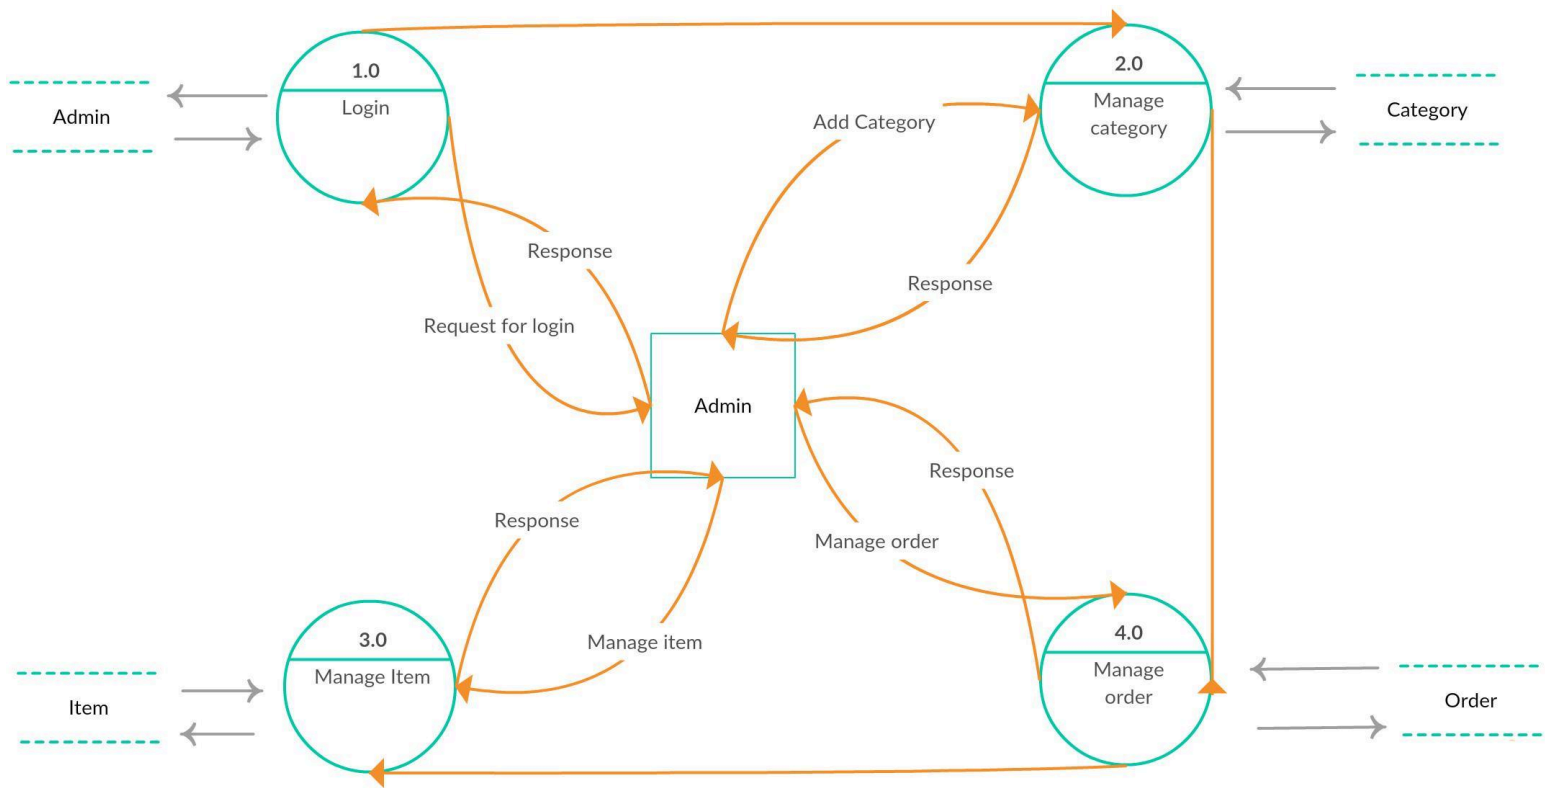 1.0
Login
2.0
Manage
category
Admin
Category
Add Category
Response
Response
Request for login
Admin
Response
Response
Manage order
3.0
Manage Item
Manage item
4.0
Manage
order
Item
Order